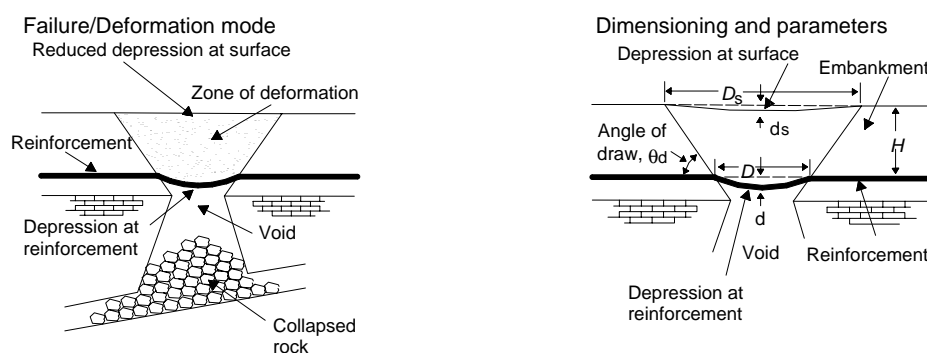 Failure/Deformation mode
Reduced depression at surface
Zone of deformation
Reinforcement
Depression at
reinforcement
Void
Collapsed
rock
Dimensioning and parameters
Depression at surface
Embankment
Ds
ds
Angle of
draw, θd
H
D
d
Void
Reinforcement
Depression at
reinforcement